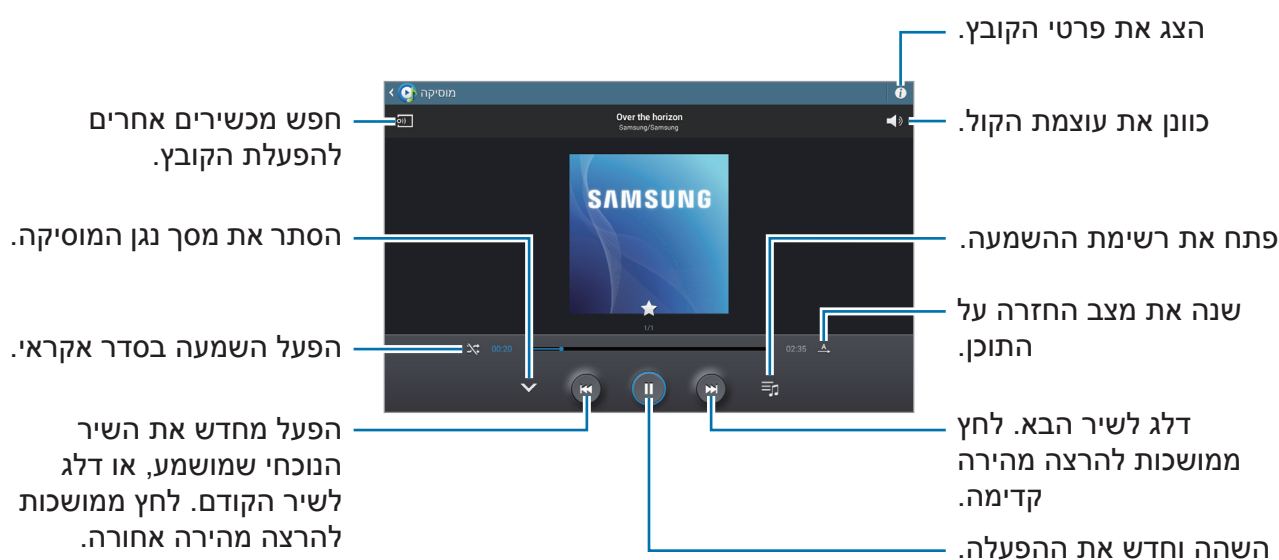 הצג את פרטי הקובץ.
כוונן את עוצמת הקול.
פתח את רשימת ההשמעה.
שנה את מצב החזרה על
התוכן.
דלג לשיר הבא. לחץ
ממושכות להרצה מהירה
קדימה.
השהה וחדש את ההפעלה.
מוסיקה
Over the horizon
Samsung/Samsung
SAMSUNG
1/1
00:20
02:35
A
חפש מכשירים אחרים
להפעלת הקובץ.
הסתר את מסך נגן המוסיקה.
הפעל השמעה בסדר אקראי.
הפעל מחדש את השיר
הנוכחי שמושמע, או דלג
לשיר הקודם. לחץ ממושכות
להרצה מהירה אחורה.